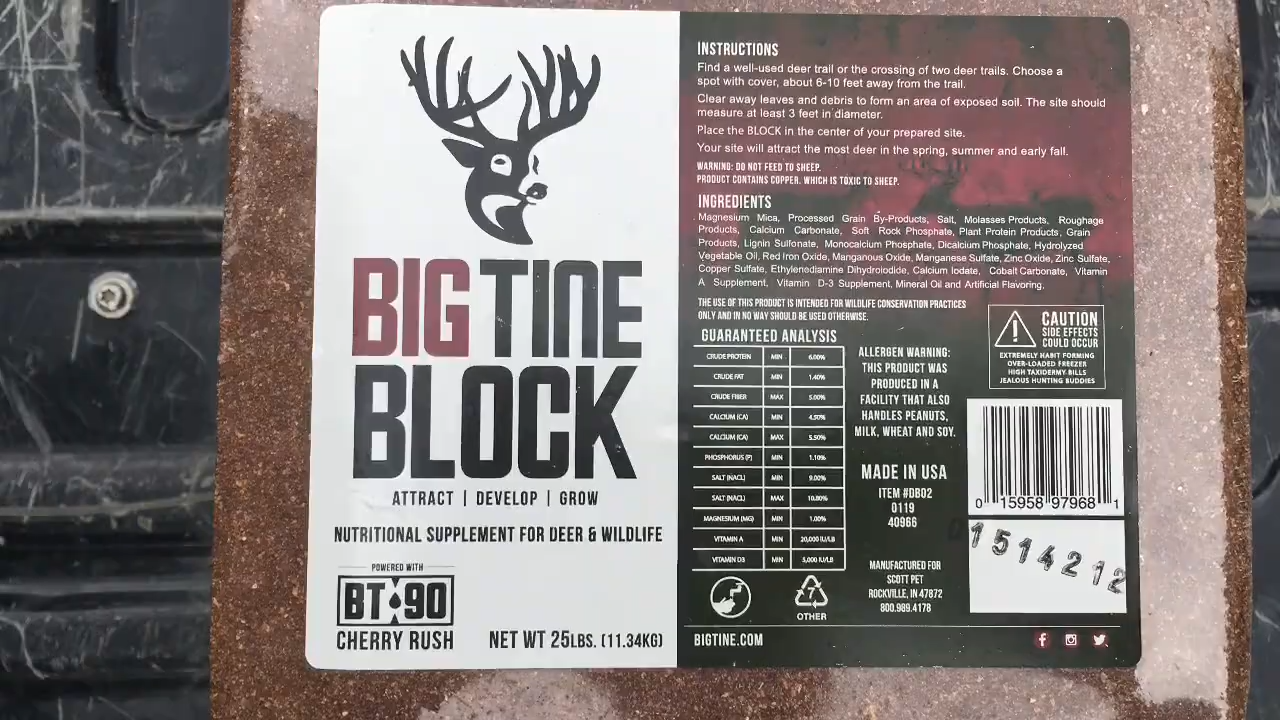 BIG TINE
BLOCK
ATTRACT | DEVELOP | GROW
NUTRITIONAL SUPPLEMENT FOR DEER & WILDLIFE
POWERED WITH
BT 90
CHERRY RUSH
NET WT 25LBS. (11.34KG)
INSTRUCTIONS
Find a well-used deer trail or the crossing of two deer trails. Choose a
spot with cover, about 6-10 feet away from the trail.
Clear away leaves and debris to form an area of exposed soil. The site should
measure at least 3 feet in diameter.
Place the BLOCK in the center of your prepared site.
Your site will attract the most deer in the spring, summer and early fall.
WARNING: DO NOT FEED TO SHEEP.
PRODUCT CONTAINS COPPER. WHICH IS TOXIC TO SHEEP.
INGREDIENTS
Magnesium Mica, Processed Grain By-Products, Salt, Molasses Products, Roughage
Products, Calcium Carbonate, Soft Rock Phosphate, Plant Protein Products, Grain
Products, Lignin Sulfonate, Monocalcium Phosphate, Dicalcium Phosphate, Hydrolyzed
Vegetable Oil, Red Iron Oxide, Manganous Oxide, Manganese Sulfate, Zinc Oxide, Zinc Sulfate,
Copper Sulfate, Ethylenediamine Dihydroiodide, Calcium Iodate, Cobalt Carbonate, Vitamin
A Supplement, Vitamin D-3 Supplement, Mineral Oil and Artificial Flavoring.
THE USE OF THIS PRODUCT IS INTENDED FOR WILDLIFE CONSERVATION PRACTICES
ONLY AND IN NO WAY SHOULD BE USED OTHERWISE.
GUARANTEED ANALYSIS
CRUDE PROTEIN MIN 6.00%
CRUDE FAT MIN 1.40%
CRUDE FIBER MAX 5.00%
CALCIUM (CA) MIN 4.50%
CALCIUM (CA) MAX 5.50%
PHOSPHORUS (P) MIN 1.10%
SALT (NACL) MIN 9.00%
SALT (NACL) MAX 10.80%
MAGNESIUM (MG) MIN 1.00%
VITAMIN A MIN 20,000 IU/LB
VITAMIN D3 MIN 5,000 IU/LB
7
OTHER
BIGTINE.COM
ALLERGEN WARNING:
THIS PRODUCT WAS
PRODUCED IN A
FACILITY THAT ALSO
HANDLES PEANUTS,
MILK, WHEAT AND SOY.
MADE IN USA
ITEM #DB02
0119
40966
MANUFACTURED FOR
SCOTT PET
ROCKVILLE, IN 47872
800.989.4178
CAUTION
SIDE EFFECTS
COULD OCCUR
EXTREMELY HABIT FORMING
OVER-LOADED FREEZER
HIGH TAXIDERMY BILLS
JEALOUS HUNTING BUDDIES
0 15958 97968 1
1514212